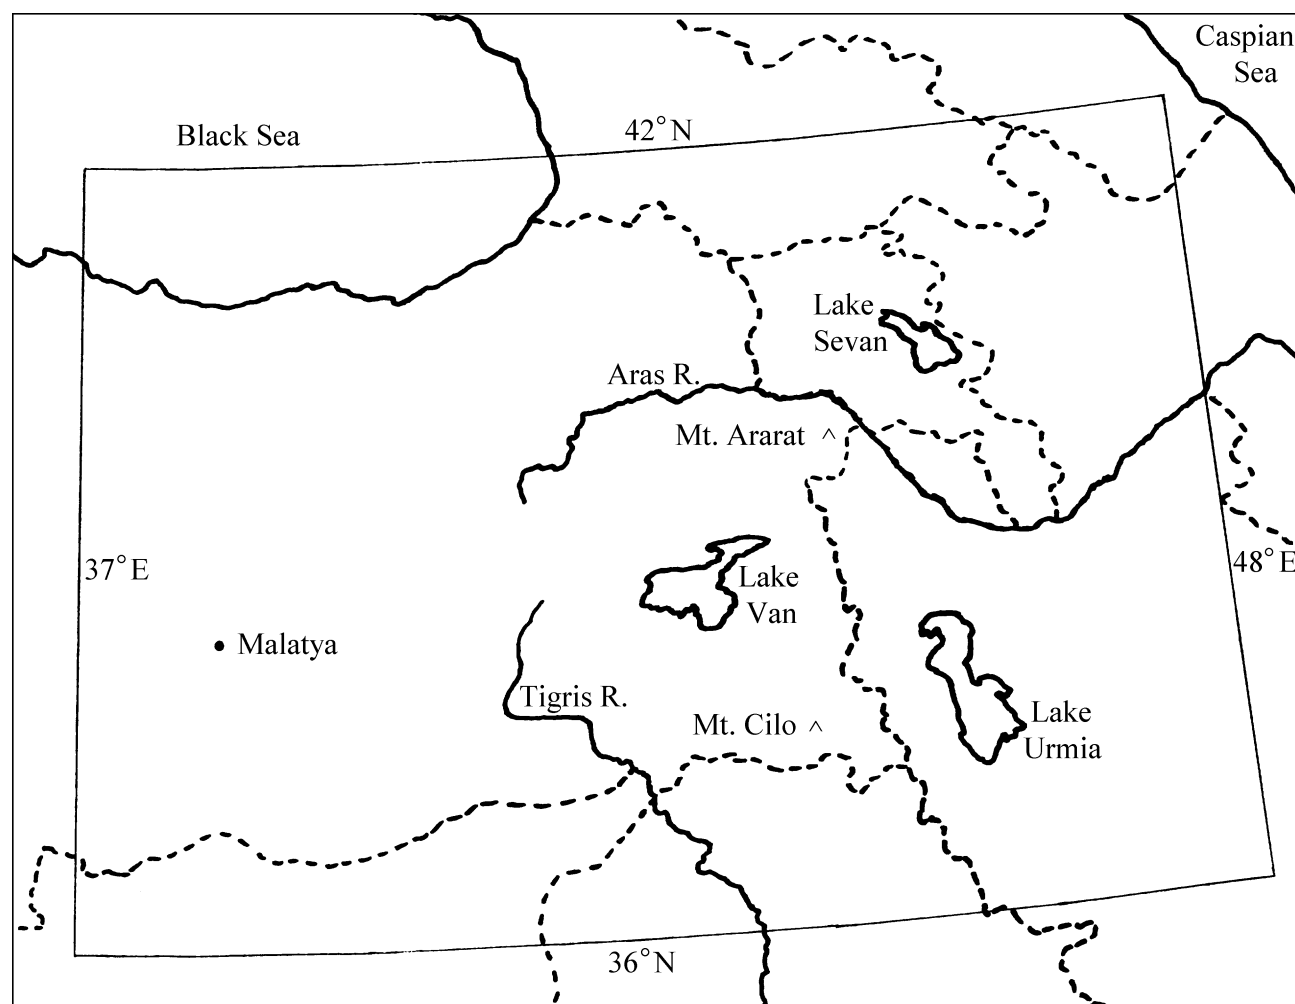 Caspian
Sea
Black Sea
42°N
Lake
Sevan
Aras R.
Mt. Ararat ^
37°E
48°E
Lake
Van
Malatya
Tigris R.
Mt. Cilo ^
Lake
Urmia
36°N